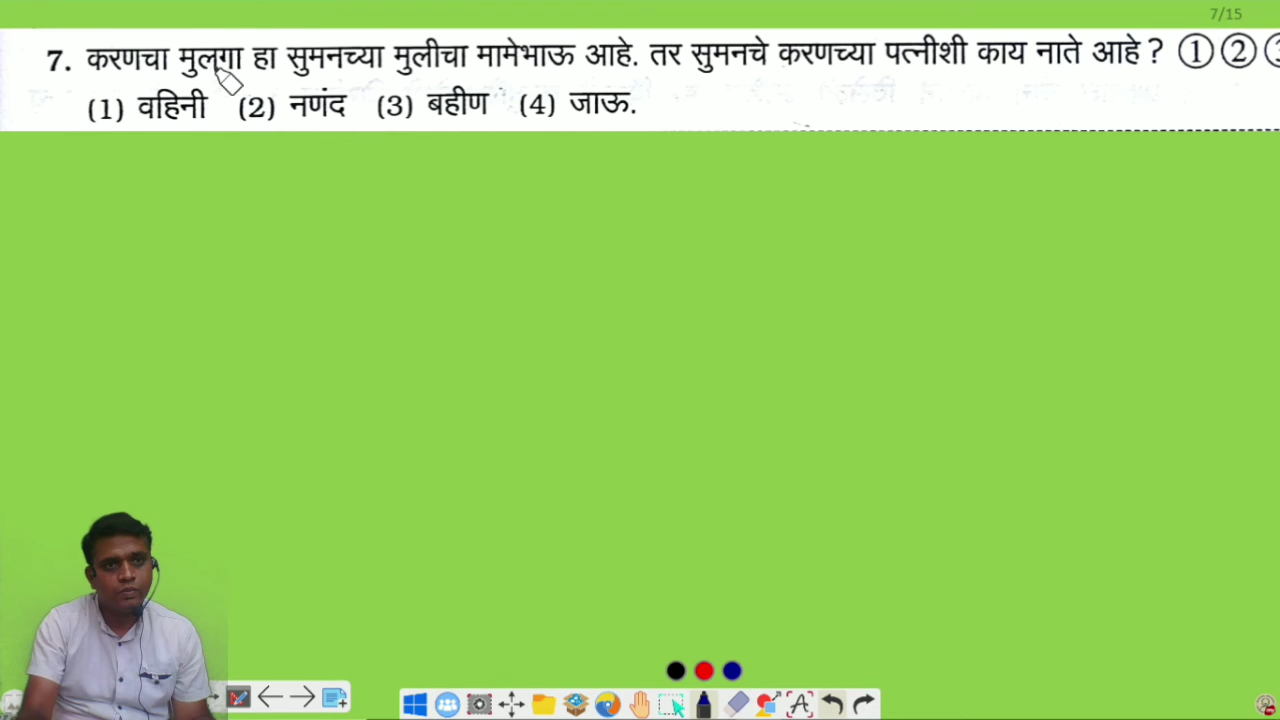 7/15
7. करणचा मुलगा हा सुमनच्या मुलीचा मामेभाऊ आहे. तर सुमनचे करणच्या पत्नीशी काय नाते आहे ? ① ② ③
(1) वहिनी (2) नणंद (3) बहीण (4) जाऊ.